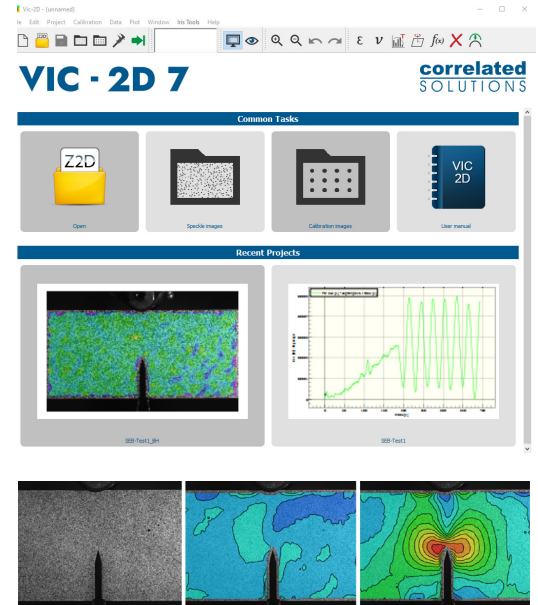 Vic-2D - (unnamed)
le Edit Project Calibration Data Plot Window Iris Tools Help
ε ν f(x)
VIC - 2D 7
correlated
SOLUTIONS
Common Tasks
Z2D
VIC
2D
Open Speckle images Calibration images User manual
Recent Projects
SEB-Test1_BH SEB-Test1